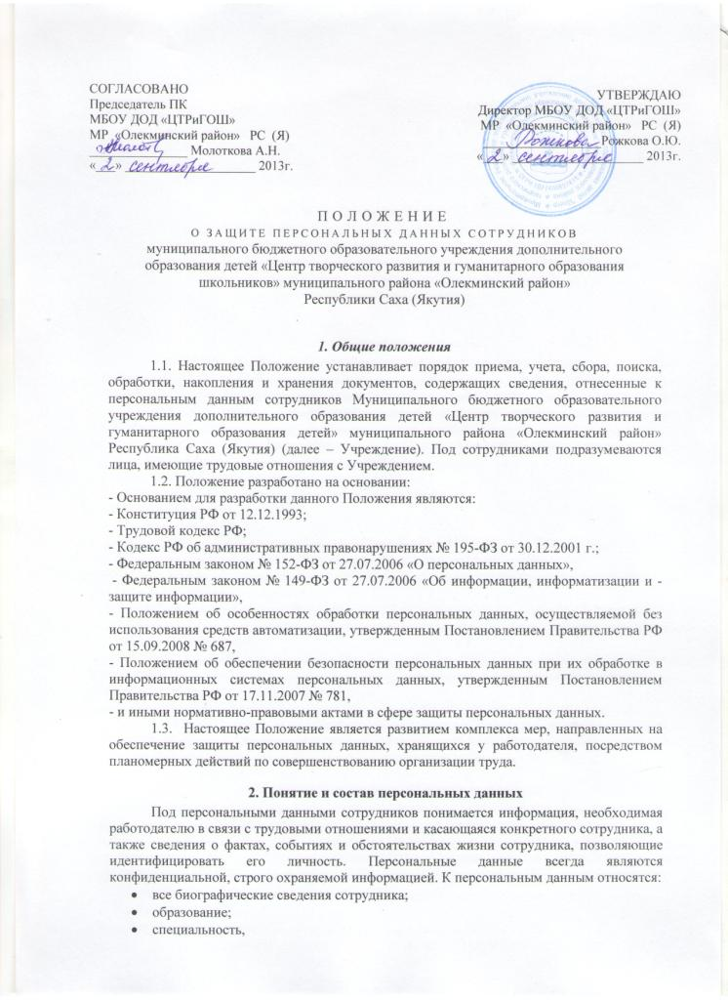 СОГЛАСОВАНО
Председатель ПК
МБОУ ДОД «ЦТРиГОШ»
МР «Олекминский район» РС (Я)
Молоткова А.Н.
« 2 » сентября 2013г.
УТВЕРЖДАЮ
Директор МБОУ ДОД «ЦТРиГОШ»
МР «Олекминский район» РС (Я)
Рожкова Рожкова О.Ю.
« 2 » сентября 2013г.
П О Л О Ж Е Н И Е
О ЗАЩИТЕ ПЕРСОНАЛЬНЫХ ДАННЫХ СОТРУДНИКОВ
муниципального бюджетного образовательного учреждения дополнительного
образования детей «Центр творческого развития и гуманитарного образования
школьников» муниципального района «Олекминский район»
Республики Саха (Якутия)
1. Общие положения
1.1. Настоящее Положение устанавливает порядок приема, учета, сбора, поиска,
обработки, накопления и хранения документов, содержащих сведения, отнесенные к
персональным данным сотрудников Муниципального бюджетного образовательного
учреждения дополнительного образования детей «Центр творческого развития и
гуманитарного образования детей» муниципального района «Олекминский район»
Республика Саха (Якутия) (далее – Учреждение). Под сотрудниками подразумеваются
лица, имеющие трудовые отношения с Учреждением.
1.2. Положение разработано на основании:
- Основанием для разработки данного Положения являются:
- Конституция РФ от 12.12.1993;
- Трудовой кодекс РФ;
- Кодекс РФ об административных правонарушениях № 195-ФЗ от 30.12.2001 г.;
- Федеральным законом № 152-ФЗ от 27.07.2006 «О персональных данных»,
- Федеральным законом № 149-ФЗ от 27.07.2006 «Об информации, информатизации и -
защите информации»,
- Положением об особенностях обработки персональных данных, осуществляемой без
использования средств автоматизации, утвержденным Постановлением Правительства РФ
от 15.09.2008 № 687,
- Положением об обеспечении безопасности персональных данных при их обработке в
информационных системах персональных данных, утвержденным Постановлением
Правительства РФ от 17.11.2007 № 781,
- и иными нормативно-правовыми актами в сфере защиты персональных данных.
1.3. Настоящее Положение является развитием комплекса мер, направленных на
обеспечение защиты персональных данных, хранящихся у работодателя, посредством
планомерных действий по совершенствованию организации труда.
2. Понятие и состав персональных данных
Под персональными данными сотрудников понимается информация, необходимая
работодателю в связи с трудовыми отношениями и касающаяся конкретного сотрудника, а
также сведения о фактах, событиях и обстоятельствах жизни сотрудника, позволяющие
идентифицировать его личность. Персональные данные всегда являются
конфиденциальной, строго охраняемой информацией. К персональным данным относятся:
• все биографические сведения сотрудника;
• образование;
• специальность,